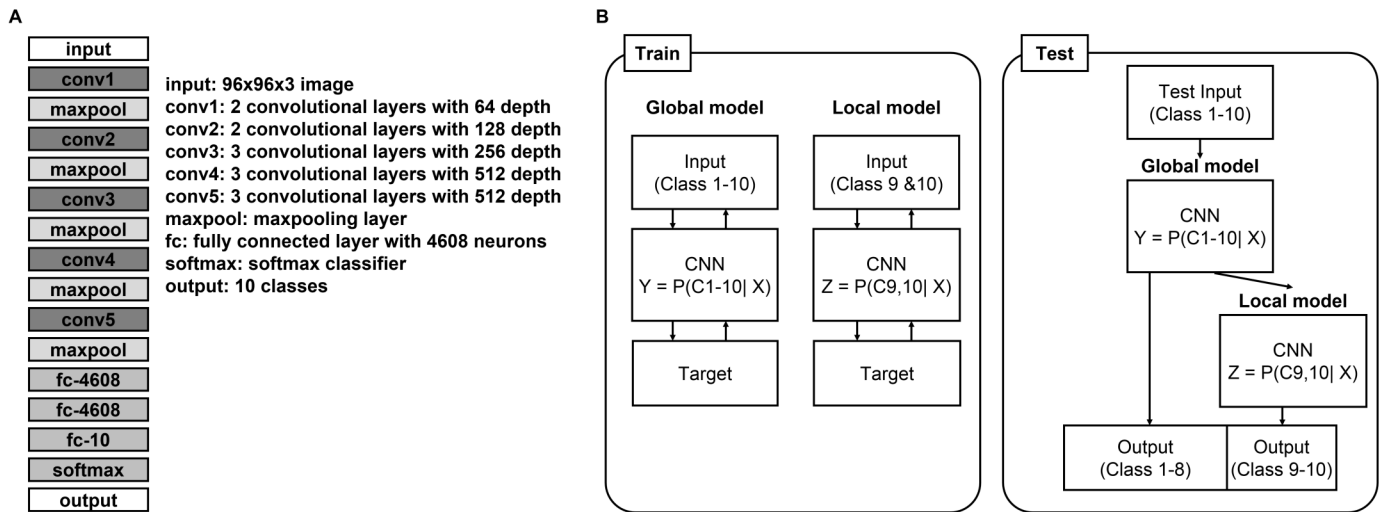 A
input
conv1
maxpool
conv2
maxpool
conv3
maxpool
conv4
maxpool
conv5
maxpool
fc-4608
fc-4608
fc-10
softmax
output
input: 96x96x3 image
conv1: 2 convolutional layers with 64 depth
conv2: 2 convolutional layers with 128 depth
conv3: 3 convolutional layers with 256 depth
conv4: 3 convolutional layers with 512 depth
conv5: 3 convolutional layers with 512 depth
maxpool: maxpooling layer
fc: fully connected layer with 4608 neurons
softmax: softmax classifier
output: 10 classes
B
Train
Global model
Input
(Class 1-10)
CNN
Y = P(C1-10| X)
Target
Local model
Input
(Class 9 &10)
CNN
Z = P(C9,10| X)
Target
Test
Test Input
(Class 1-10)
Global model
CNN
Y = P(C1-10| X)
Local model
CNN
Z = P(C9,10| X)
Output
(Class 1-8)
Output
(Class 9-10)